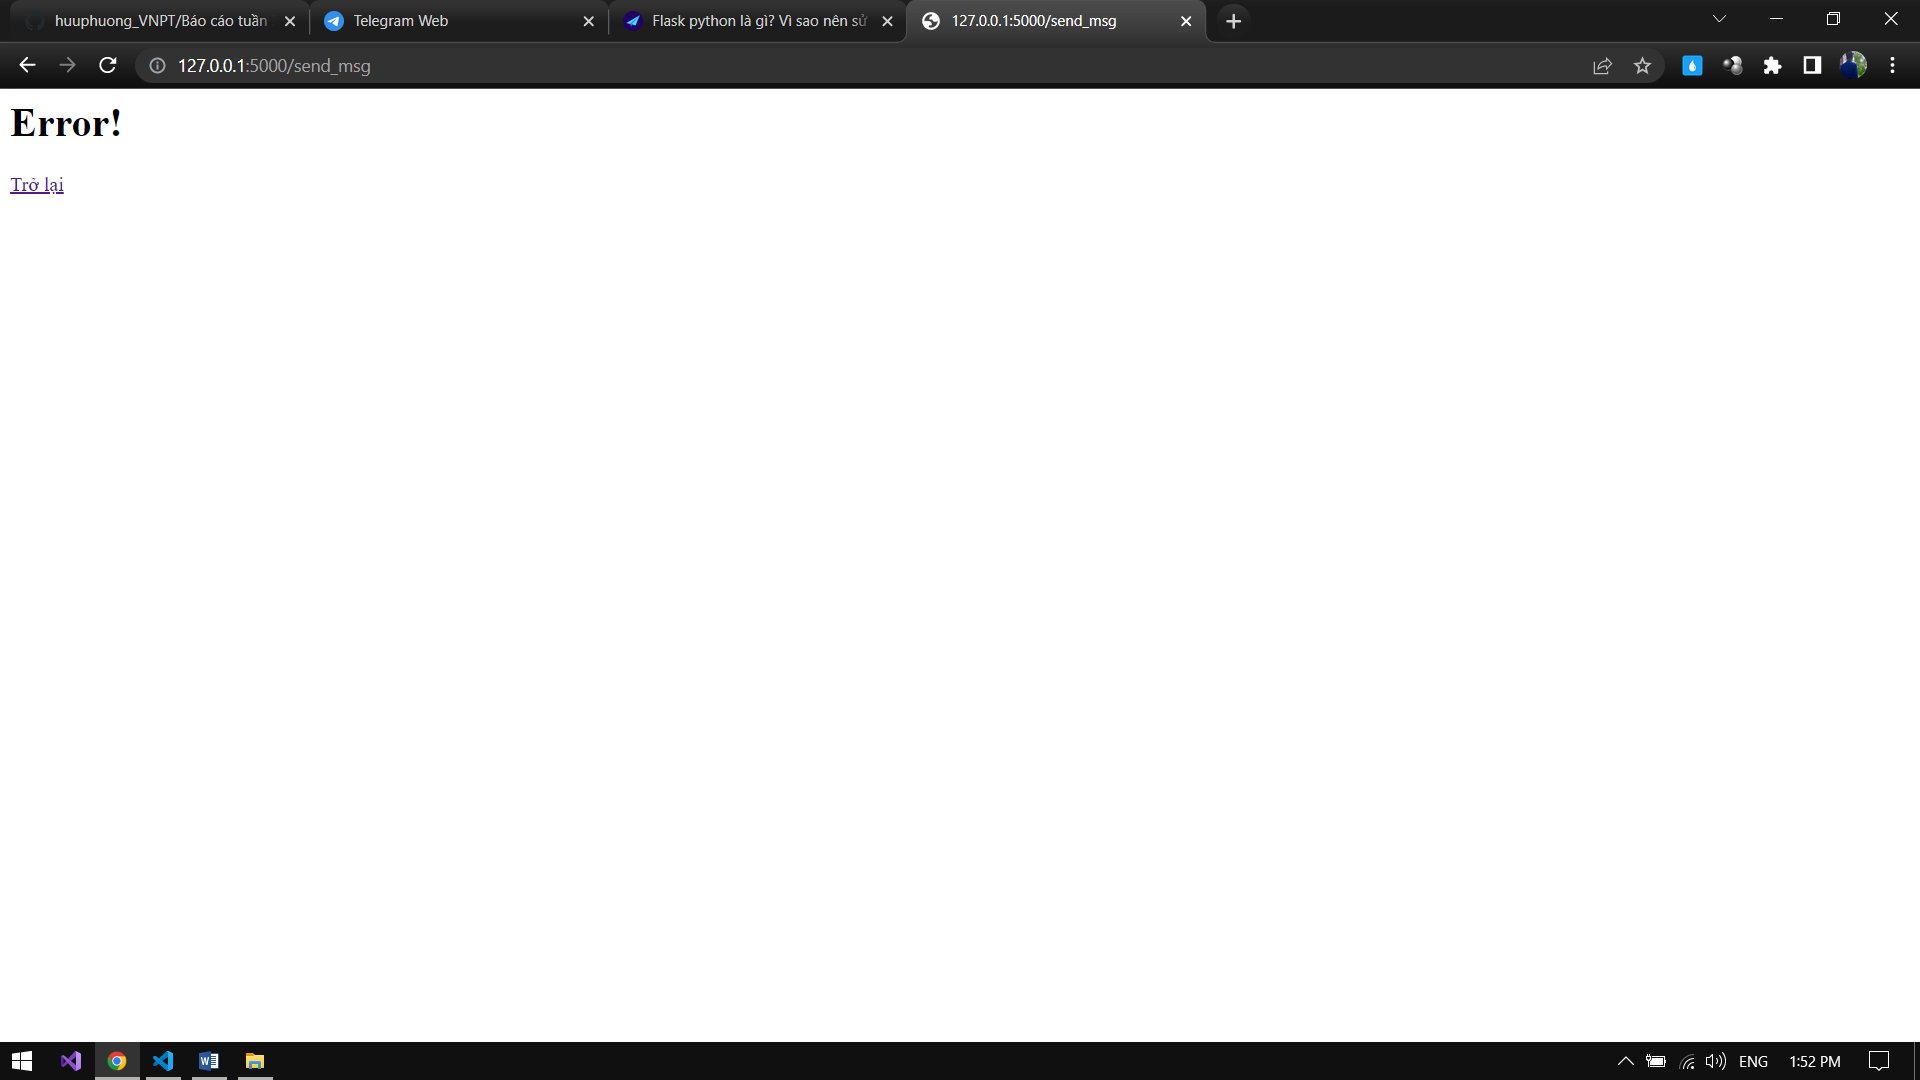 huuphuong_VNPT/Báo cáo tuần
Telegram Web
Flask python là gì? Vì sao nên sử
127.0.0.1:5000/send_msg
127.0.0.1:5000/send_msg
Error!
Trở lại
ENG
1:52 PM